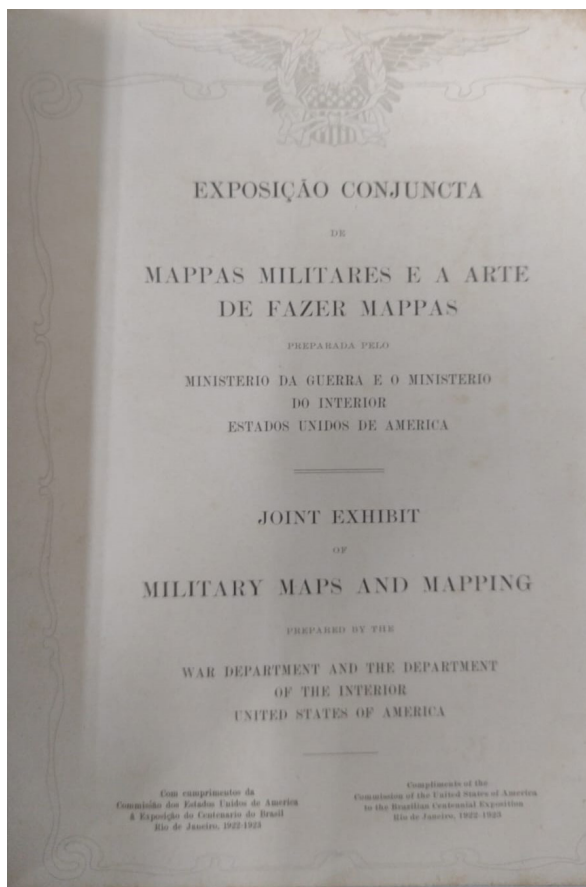 EXPOSIÇÃO CONJUNCTA
DE
MAPPAS MILITARES E A ARTE
DE FAZER MAPPAS
PREPARADA PELO
MINISTERIO DA GUERRA E O MINISTERIO
DO INTERIOR
ESTADOS UNIDOS DE AMERICA
JOINT EXHIBIT
OF
MILITARY MAPS AND MAPPING
PREPARED BY THE
WAR DEPARTMENT AND THE DEPARTMENT
OF THE INTERIOR
UNITED STATES OF AMERICA
Com cumprimentos da
Commisião dos Estados Unidos de America
Á Exposição do Centenario do Brasil
Rio de Janeiro, 1922-1923
Compliments of the
Commission of the United States of America
to the Brazilian Centennial Exposition
Rio de Janeiro, 1922-1923